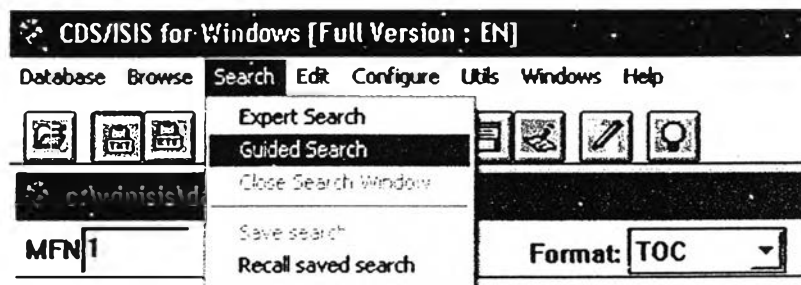 CDS/ISIS for Windows [Full Version : EN]
Database Browse Search Edit Configure Utils Windows Help
Expert Search
Guided Search
Close Search Window
c:\winisis\d
Save search
MFN 1 Format: TOC
Recall saved search